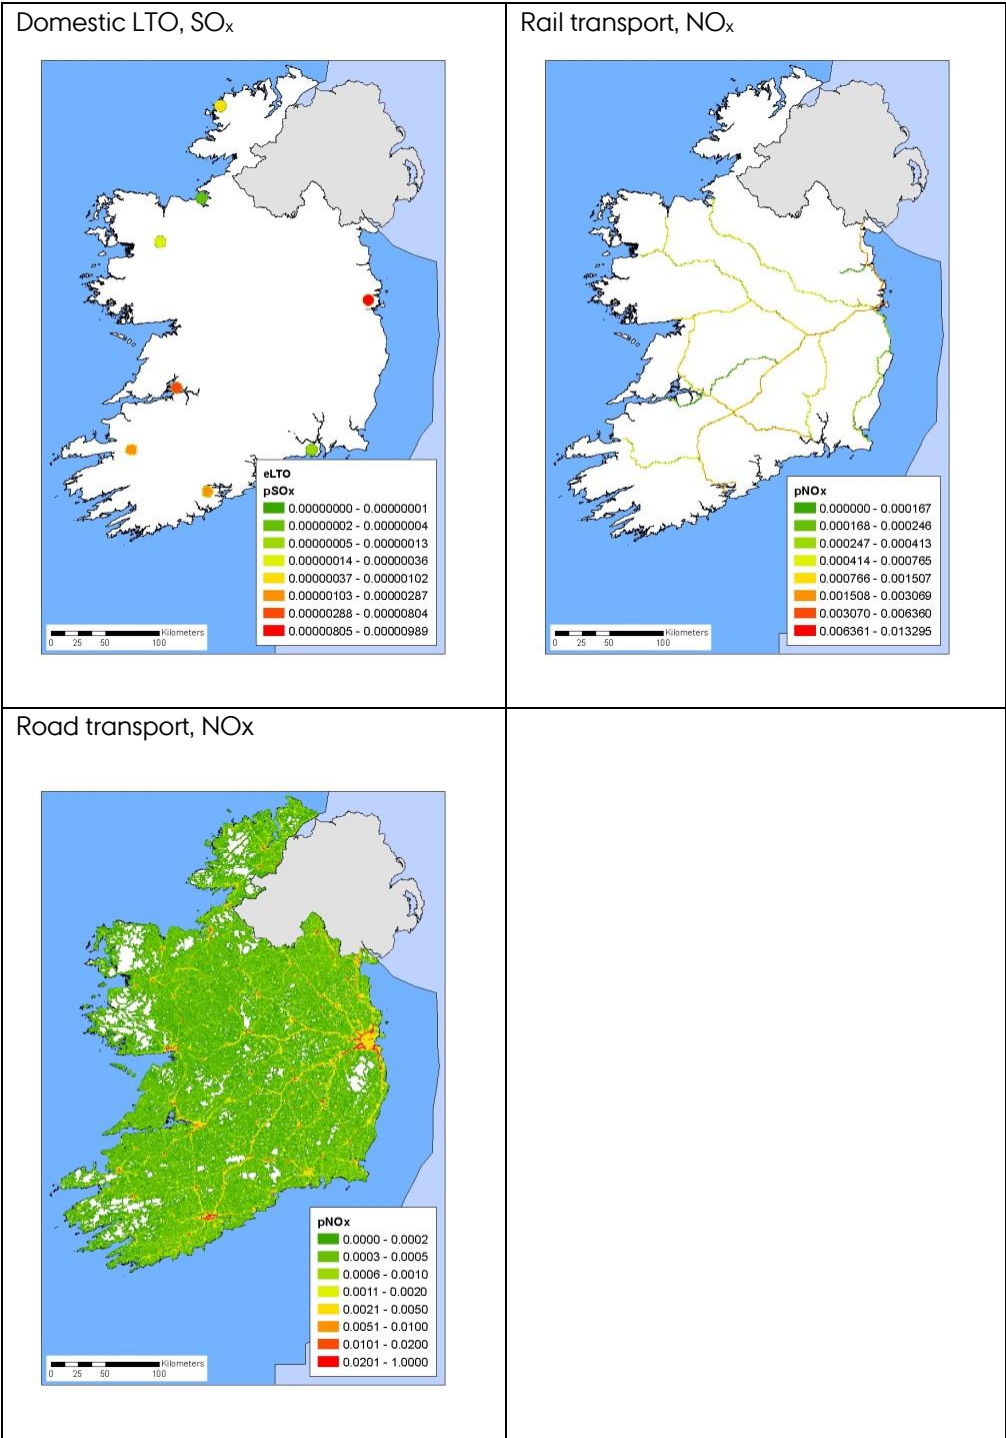 Domestic LTO, SOx
eLTO
pSOx
0.00000000 - 0.00000001
0.00000002 - 0.00000004
0.00000005 - 0.00000013
0.00000014 - 0.00000036
0.00000037 - 0.00000102
0.00000103 - 0.00000287
0.00000288 - 0.00000804
0.00000805 - 0.00000989
Kilometers
0 25 50 100
Rail transport, NOx
pNOx
0.000000 - 0.000167
0.000168 - 0.000246
0.000247 - 0.000413
0.000414 - 0.000765
0.000766 - 0.001507
0.001508 - 0.003069
0.003070 - 0.006360
0.006361 - 0.013295
Kilometers
0 25 50 100
Road transport, NOx
pNOx
0.0000 - 0.0002
0.0003 - 0.0005
0.0006 - 0.0010
0.0011 - 0.0020
0.0021 - 0.0050
0.0051 - 0.0100
0.0101 - 0.0200
0.0201 - 1.0000
Kilometers
0 25 50 100